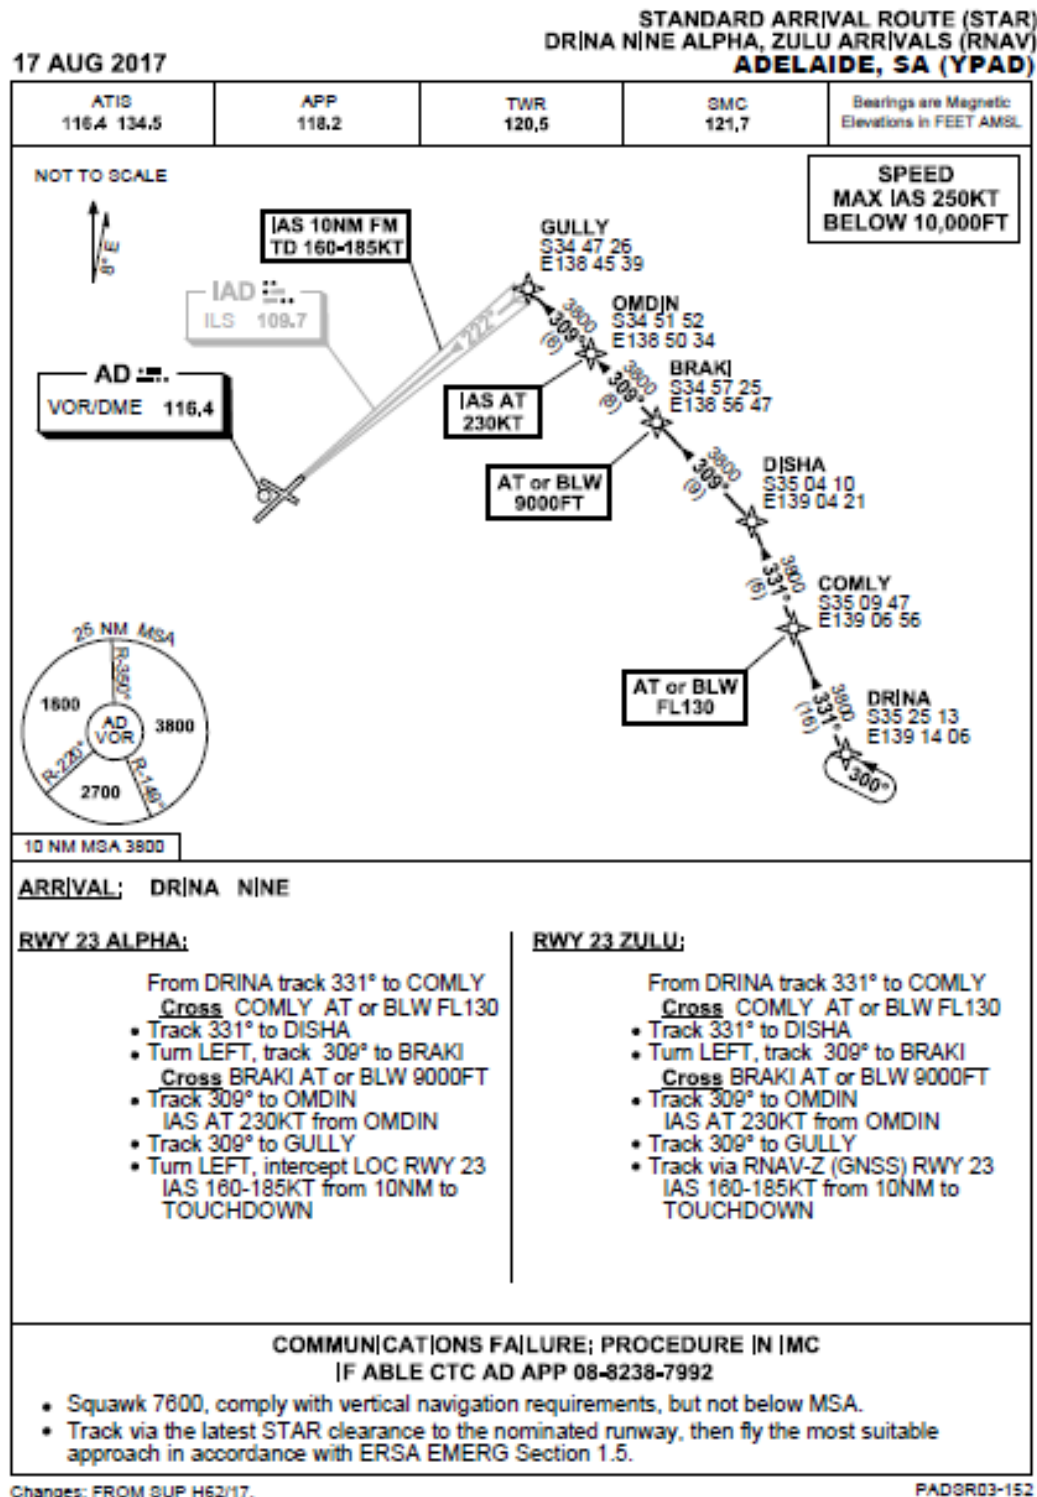 STANDARD ARRIVAL ROUTE (STAR)
DRINA NINE ALPHA, ZULU ARRIVALS (RNAV)
17 AUG 2017
ADELAIDE, SA (YPAD)
ATIS
116.4 134.5
APP
118.2
TWR
120.5
SMC
121.7
Bearings are Magnetic
Elevations in FEET AMSL
NOT TO SCALE
8° E
SPEED
MAX IAS 250KT
BELOW 10,000FT
IAS 10NM FM
TD 160-185KT
GULLY
S34 47 26
E138 45 39
IAD
ILS 109.7
222°
3800
309°
(6)
OMDIN
S34 51 52
E138 50 34
AD
VOR/DME 116.4
IAS AT
230KT
3800
309°
(8)
BRAKI
S34 57 25
E138 56 47
AT or BLW
9000FT
3800
309°
(9)
DISHA
S35 04 10
E139 04 21
3800
331°
(6)
COMLY
S35 09 47
E139 06 56
AT or BLW
FL130
3800
331°
(16)
DRINA
S35 25 13
E139 14 06
300°
25 NM MSA
R-350°
1800
AD
VOR
3800
R-220°
R-149°
2700
10 NM MSA 3800
ARRIVAL: DRINA NINE
RWY 23 ALPHA:
From DRINA track 331° to COMLY
Cross COMLY AT or BLW FL130
• Track 331° to DISHA
• Turn LEFT, track 309° to BRAKI
Cross BRAKI AT or BLW 9000FT
• Track 309° to OMDIN
IAS AT 230KT from OMDIN
• Track 309° to GULLY
• Turn LEFT, intercept LOC RWY 23
IAS 160-185KT from 10NM to
TOUCHDOWN
RWY 23 ZULU:
From DRINA track 331° to COMLY
Cross COMLY AT or BLW FL130
• Track 331° to DISHA
• Turn LEFT, track 309° to BRAKI
Cross BRAKI AT or BLW 9000FT
• Track 309° to OMDIN
IAS AT 230KT from OMDIN
• Track 309° to GULLY
• Track via RNAV-Z (GNSS) RWY 23
IAS 160-185KT from 10NM to
TOUCHDOWN
COMMUNICATIONS FAILURE: PROCEDURE IN IMC
IF ABLE CTC AD APP 08-8238-7992
• Squawk 7600, comply with vertical navigation requirements, but not below MSA.
• Track via the latest STAR clearance to the nominated runway, then fly the most suitable
approach in accordance with ERSA EMERG Section 1.5.
Changes: FROM SUP H62/17.
PADSR03-152